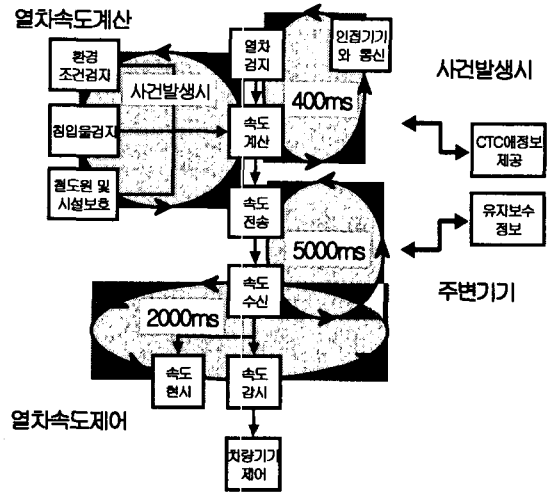 열차속도계산
환경
조건검지
침입물검지
철도원 및
시설보호
사건발생시
열차
검지
인접기기
와 통신
400ms
속도
계산
사건발생시
CTC에정보
제공
속도
전송
5000ms
유지보수
정보
주변기기
속도
수신
2000ms
속도
현시
속도
감시
열차속도제어
차량기기
제어